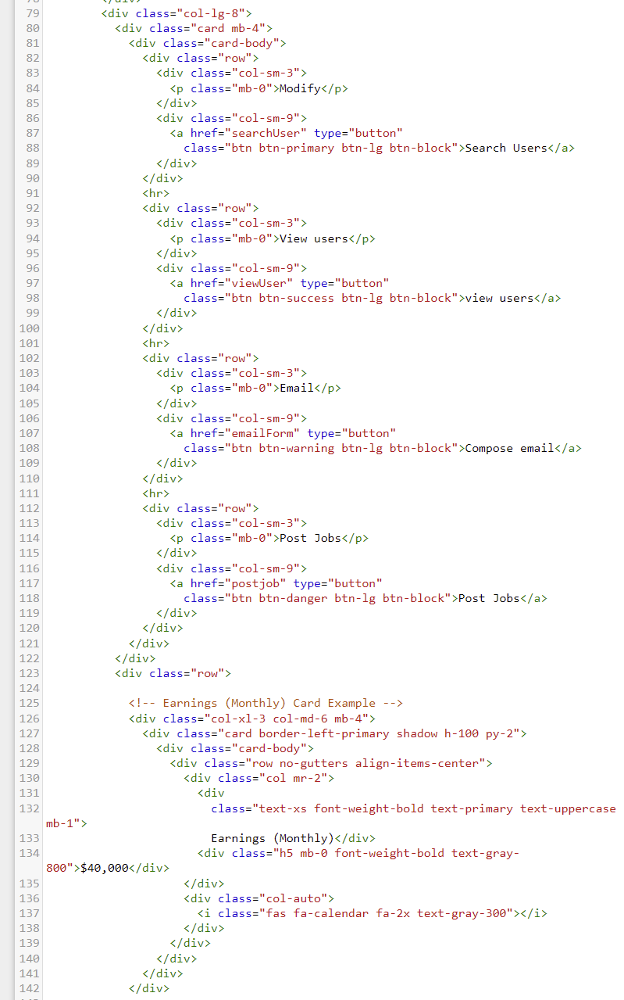 78 </div>
79 <div class="col-lg-8">
80 <div class="card mb-4">
81 <div class="card-body">
82 <div class="row">
83 <div class="col-sm-3">
84 <p class="mb-0">Modify</p>
85 </div>
86 <div class="col-sm-9">
87 <a href="searchUser" type="button"
88 class="btn btn-primary btn-lg btn-block">Search Users</a>
89 </div>
90 </div>
91 <hr>
92 <div class="row">
93 <div class="col-sm-3">
94 <p class="mb-0">View users</p>
95 </div>
96 <div class="col-sm-9">
97 <a href="viewUser" type="button"
98 class="btn btn-success btn-lg btn-block">view users</a>
99 </div>
100 </div>
101 <hr>
102 <div class="row">
103 <div class="col-sm-3">
104 <p class="mb-0">Email</p>
105 </div>
106 <div class="col-sm-9">
107 <a href="emailForm" type="button"
108 class="btn btn-warning btn-lg btn-block">Compose email</a>
109 </div>
110 </div>
111 <hr>
112 <div class="row">
113 <div class="col-sm-3">
114 <p class="mb-0">Post Jobs</p>
115 </div>
116 <div class="col-sm-9">
117 <a href="postjob" type="button"
118 class="btn btn-danger btn-lg btn-block">Post Jobs</a>
119 </div>
120 </div>
121 </div>
122 </div>
123 <div class="row">
124
125 <!-- Earnings (Monthly) Card Example -->
126 <div class="col-xl-3 col-md-6 mb-4">
127 <div class="card border-left-primary shadow h-100 py-2">
128 <div class="card-body">
129 <div class="row no-gutters align-items-center">
130 <div class="col mr-2">
131 <div
132 class="text-xs font-weight-bold text-primary text-uppercase
mb-1">
133 Earnings (Monthly)</div>
134 <div class="h5 mb-0 font-weight-bold text-gray-
800">$40,000</div>
135 </div>
136 <div class="col-auto">
137 <i class="fas fa-calendar fa-2x text-gray-300"></i>
138 </div>
139 </div>
140 </div>
141 </div>
142 </div>